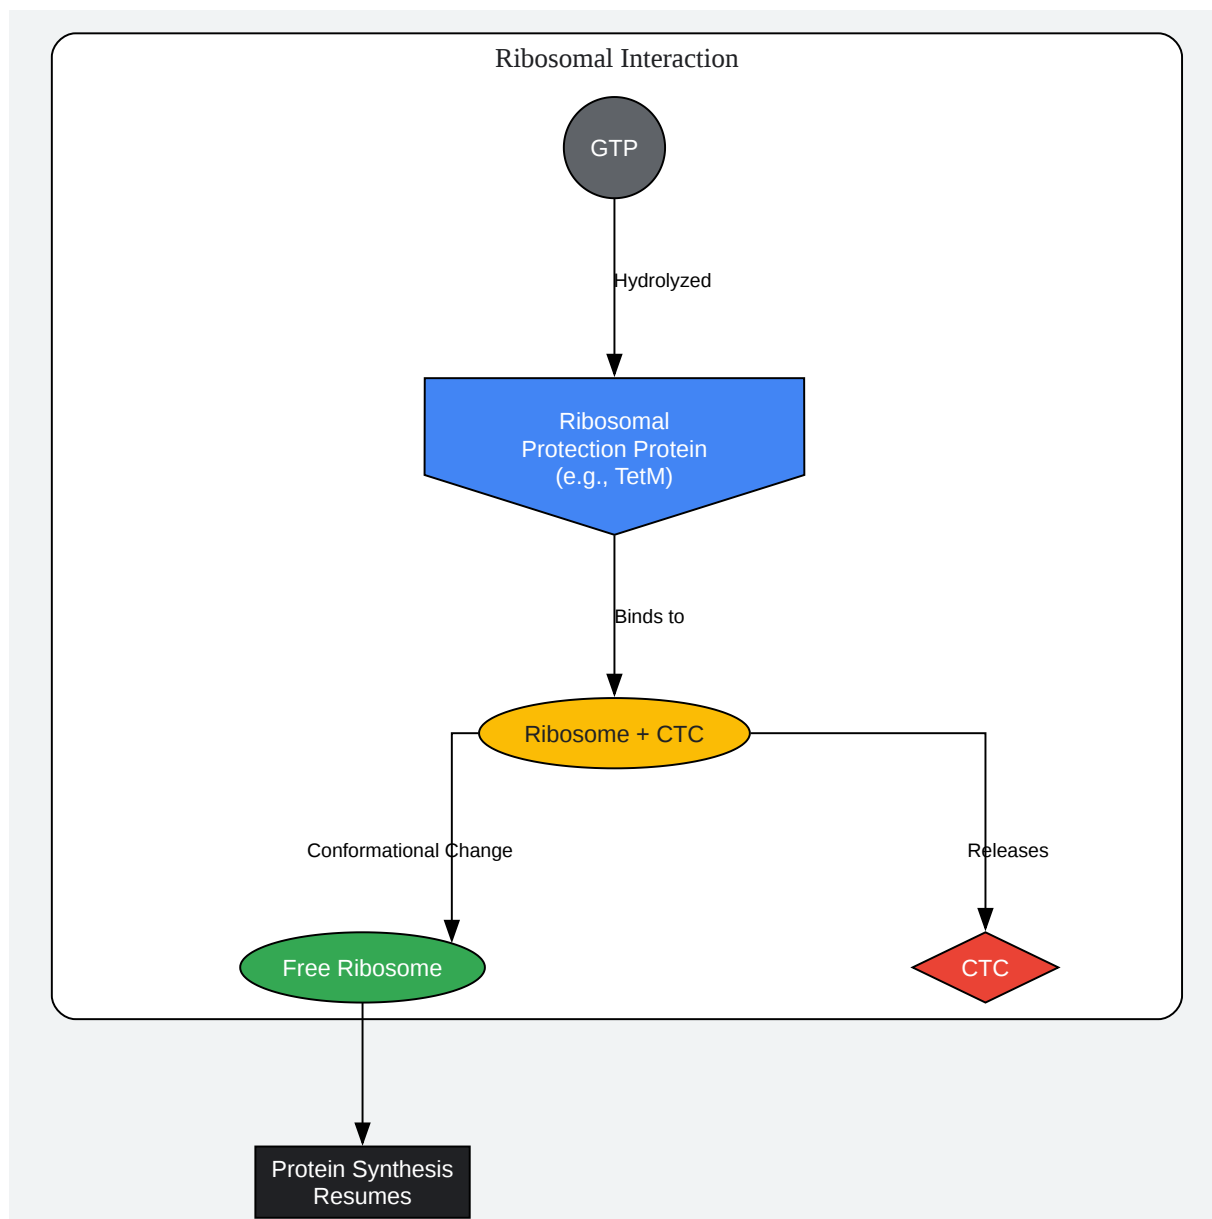 Ribosomal Interaction
GTP
Hydrolyzed
Ribosomal
Protection Protein
(e.g., TetM)
Binds to
Ribosome + CTC
Conformational Change
Releases
Free Ribosome
CTC
Protein Synthesis
Resumes